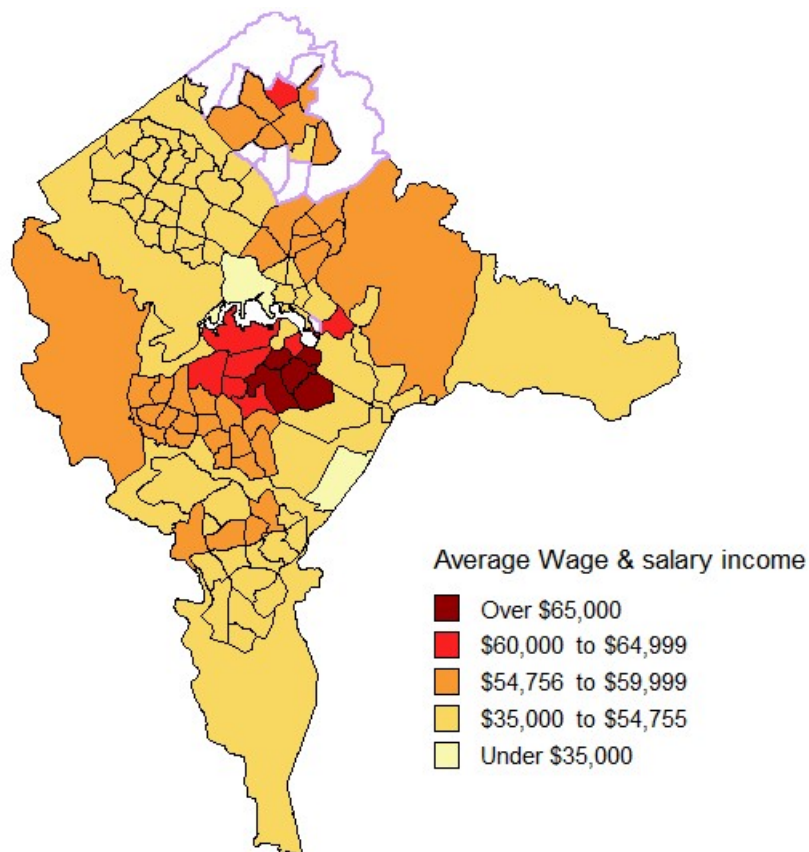 Average Wage & salary income
Over $65,000
$60,000 to $64,999
$54,756 to $59,999
$35,000 to $54,755
Under $35,000